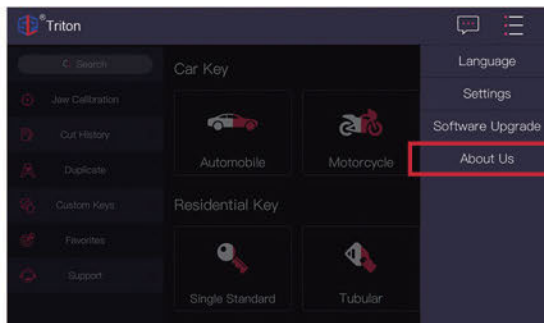 ®Triton
Search
Jaw Calibration
Cut History
Duplicate
Custom Keys
Favorites
Support
Car Key
Automobile
Motorcycle
Residential Key
Single Standard
Tubular
Language
Settings
Software Upgrade
About Us